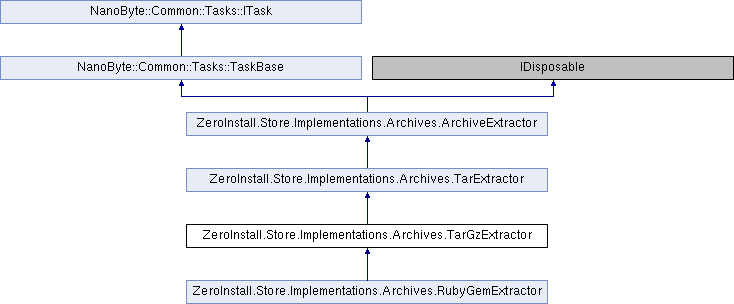 NanoByte::Common::Tasks::ITask
NanoByte::Common::Tasks::TaskBase
IDisposable
ZeroInstall.Store.Implementations.Archives.ArchiveExtractor
ZeroInstall.Store.Implementations.Archives.TarExtractor
ZeroInstall.Store.Implementations.Archives.TarGzExtractor
ZeroInstall.Store.Implementations.Archives.RubyGemExtractor